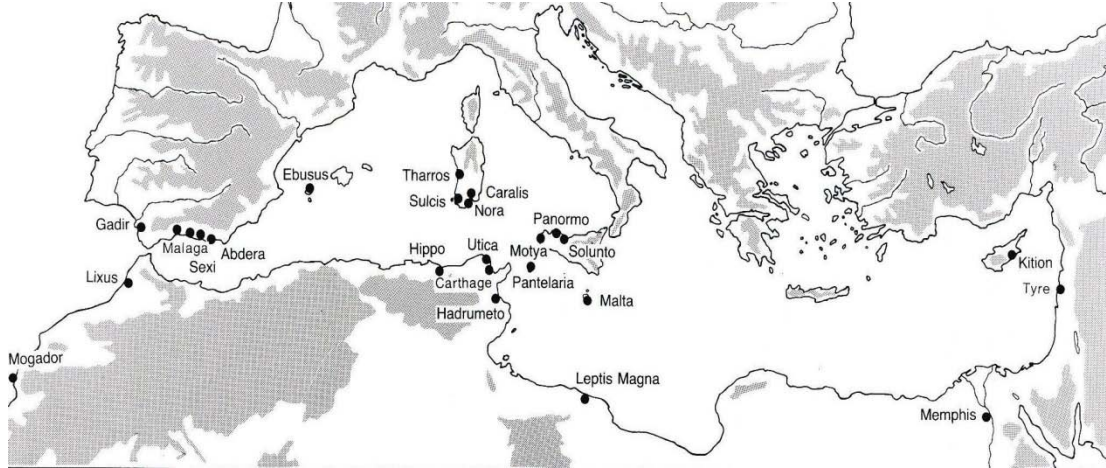 Ebusus
Tharros
Sulcis
Caralis
Nora
Gadir
Malaga
Sexi
Abdera
Lixus
Mogador
Hippo
Utica
Carthage
Hadrumeto
Panormo
Motya
Solunto
Pantelaria
Malta
Leptis Magna
Kition
Tyre
Memphis